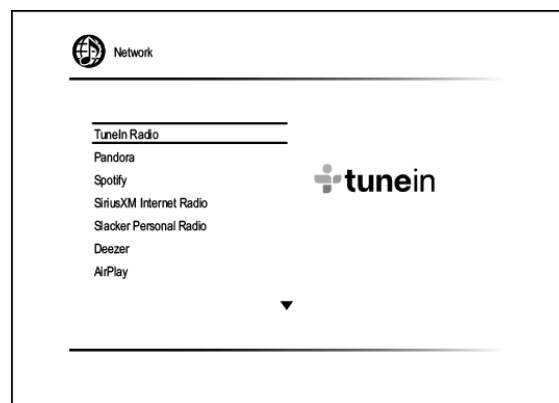 Network
TuneIn Radio
Pandora
Spotify
SiriusXM Internet Radio
Slacker Personal Radio
Deezer
AirPlay
tunein